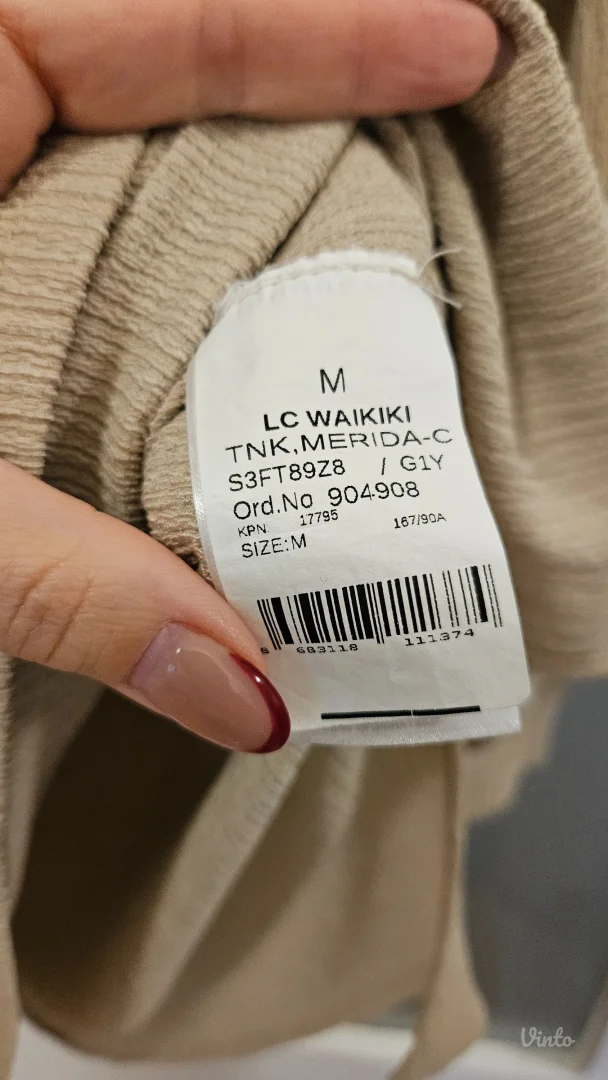 M
LC WAIKIKI
TNK,MERIDA-C
S3FT89Z8 / G1Y
Ord.No 904908
KPN. 17795 167/90A
SIZE:M
8 683118 111374
Vinto